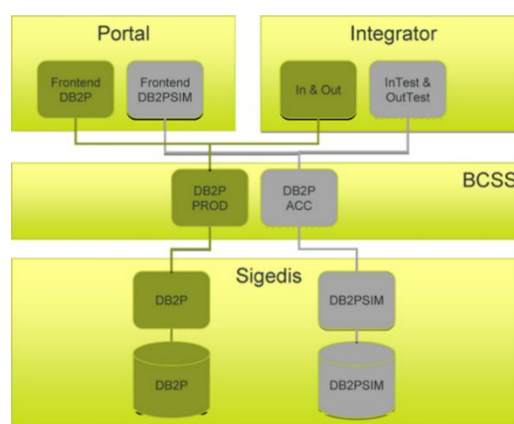 Portal
Integrator
Frontend
DB2P
Frontend
DB2PSIM
In & Out
InTest &
OutTest
BCSS
DB2P
PROD
DB2P
ACC
Sigedis
DB2P
DB2PSIM
DB2P
DB2PSIM